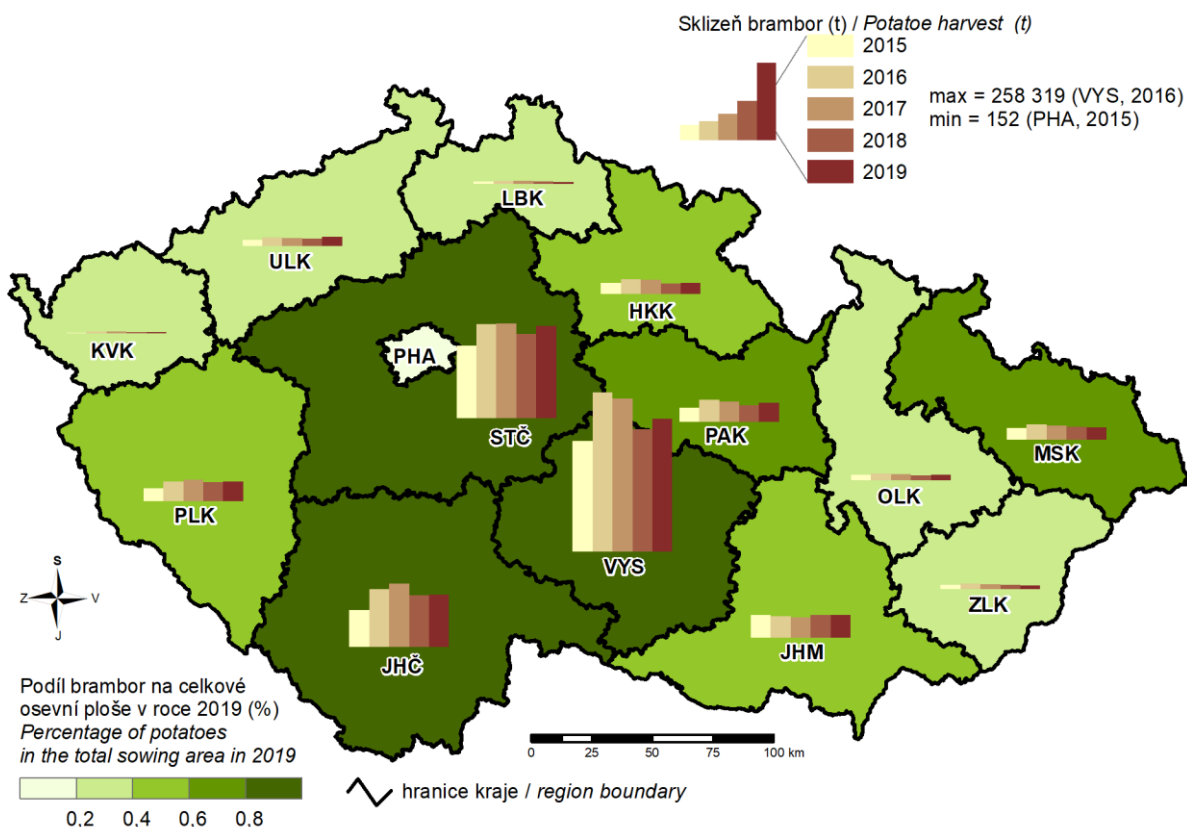 Sklizeň brambor (t) / Potatoe harvest (t)
2015
2016
2017
2018
2019
max = 258 319 (VYS, 2016)
min = 152 (PHA, 2015)
LBK
ULK
HKK
KVK
PHA
STČ
PAK
MSK
OLK
PLK
VYS
ZLK
JHČ
JHM
S
Z
V
J
Podíl brambor na celkové
osevní ploše v roce 2019 (%)
Percentage of potatoes
in the total sowing area in 2019
0,2 0,4 0,6 0,8
hranice kraje / region boundary
0 25 50 100 km